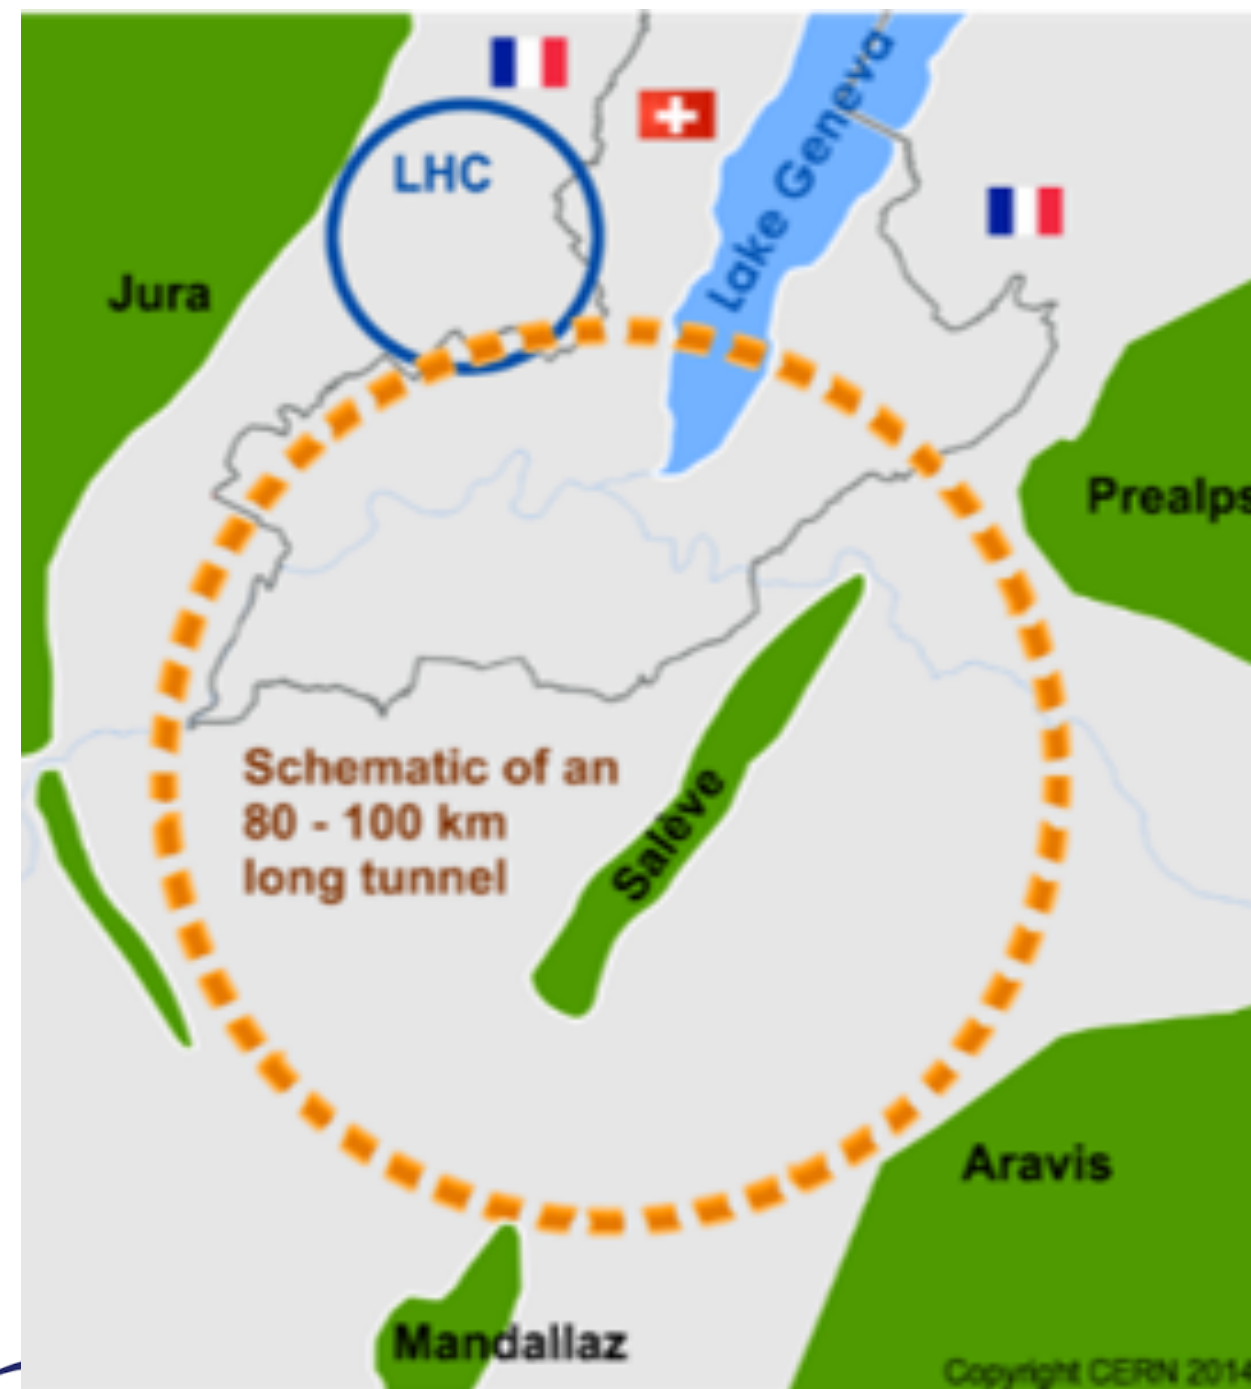 LHC
Lake Geneva
Jura
Prealps
Schematic of an
80 - 100 km
long tunnel
Salève
Aravis
Mandallaz
Copyright CERN 2014